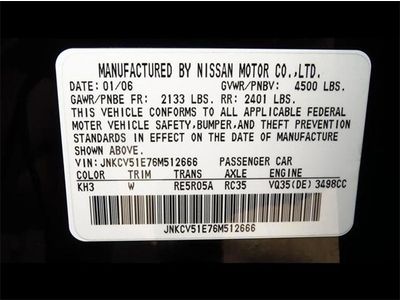 MANUFACTURED BY NISSAN MOTOR CO.,LTD.
DATE 01/06 GVWR/PNBV: 4500 LBS.
GAWR/PNBE FR: 2133 LBS. RR: 2401 LBS.
THIS VEHICLE CONFORMS TO ALL APPLICABLE FEDERAL
MOTER VEHICLE SAFETY,BUMPER,AND THEFT PREVENTION
STANDARDS IN EFFECT ON THE DATE OF MANUFACTURE
SHOWN ABOVE.
VIN:JNKCV51E76M512666 PASSENGER CAR
COLOR TRIM TRANS AXLE ENGINE
KH3 W RE5R05A RC35 VQ35(DE)3498CC
JNKCV51E76M512666